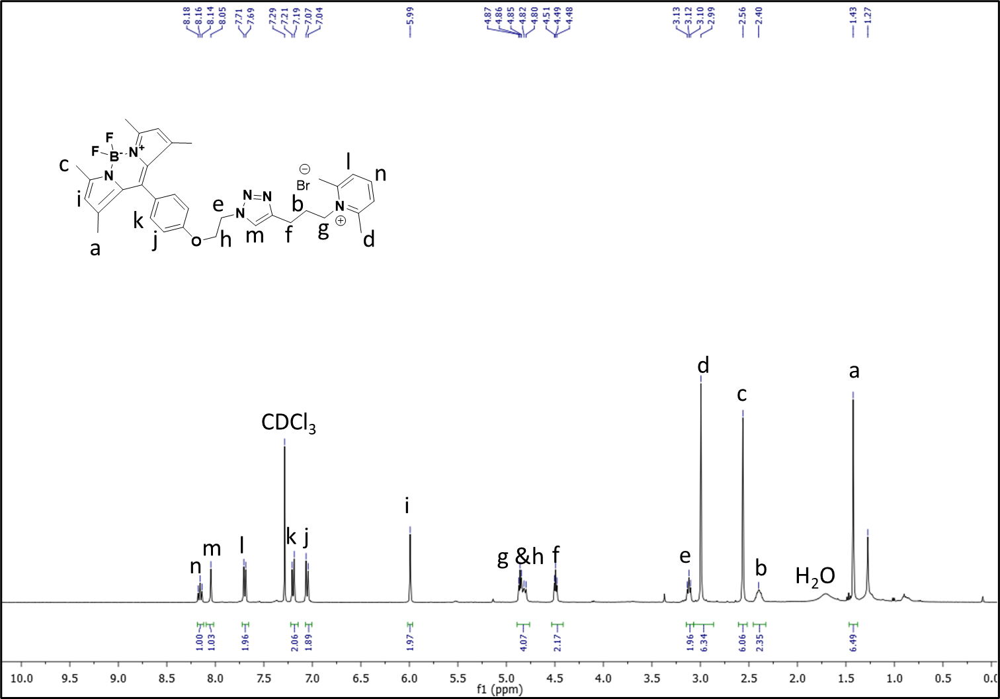 8.18 8.16 8.14 8.05 7.71 7.69 7.29 7.21 7.19 7.07 7.04 5.99 4.87 4.86 4.85 4.82 4.80 4.51 4.49 4.48 3.13 3.12 3.10 2.99 2.56 2.40 1.43 1.27
F
F
B-
N+
N
c
i
a
k
j
O
h
e
N
N
N
m
f
b
g
Br
⊖
N
⊕
l
n
d
d
a
c
CDCl3
i
n
m
l
k
j
g &h
f
e
b
H2O
1.00 1.03 1.96 2.06 1.89 1.97 4.07 2.17 1.96 6.34 6.06 2.35 6.49
10.0 9.5 9.0 8.5 8.0 7.5 7.0 6.5 6.0 5.5 5.0 4.5 4.0 3.5 3.0 2.5 2.0 1.5 1.0 0.5
f1 (ppm)